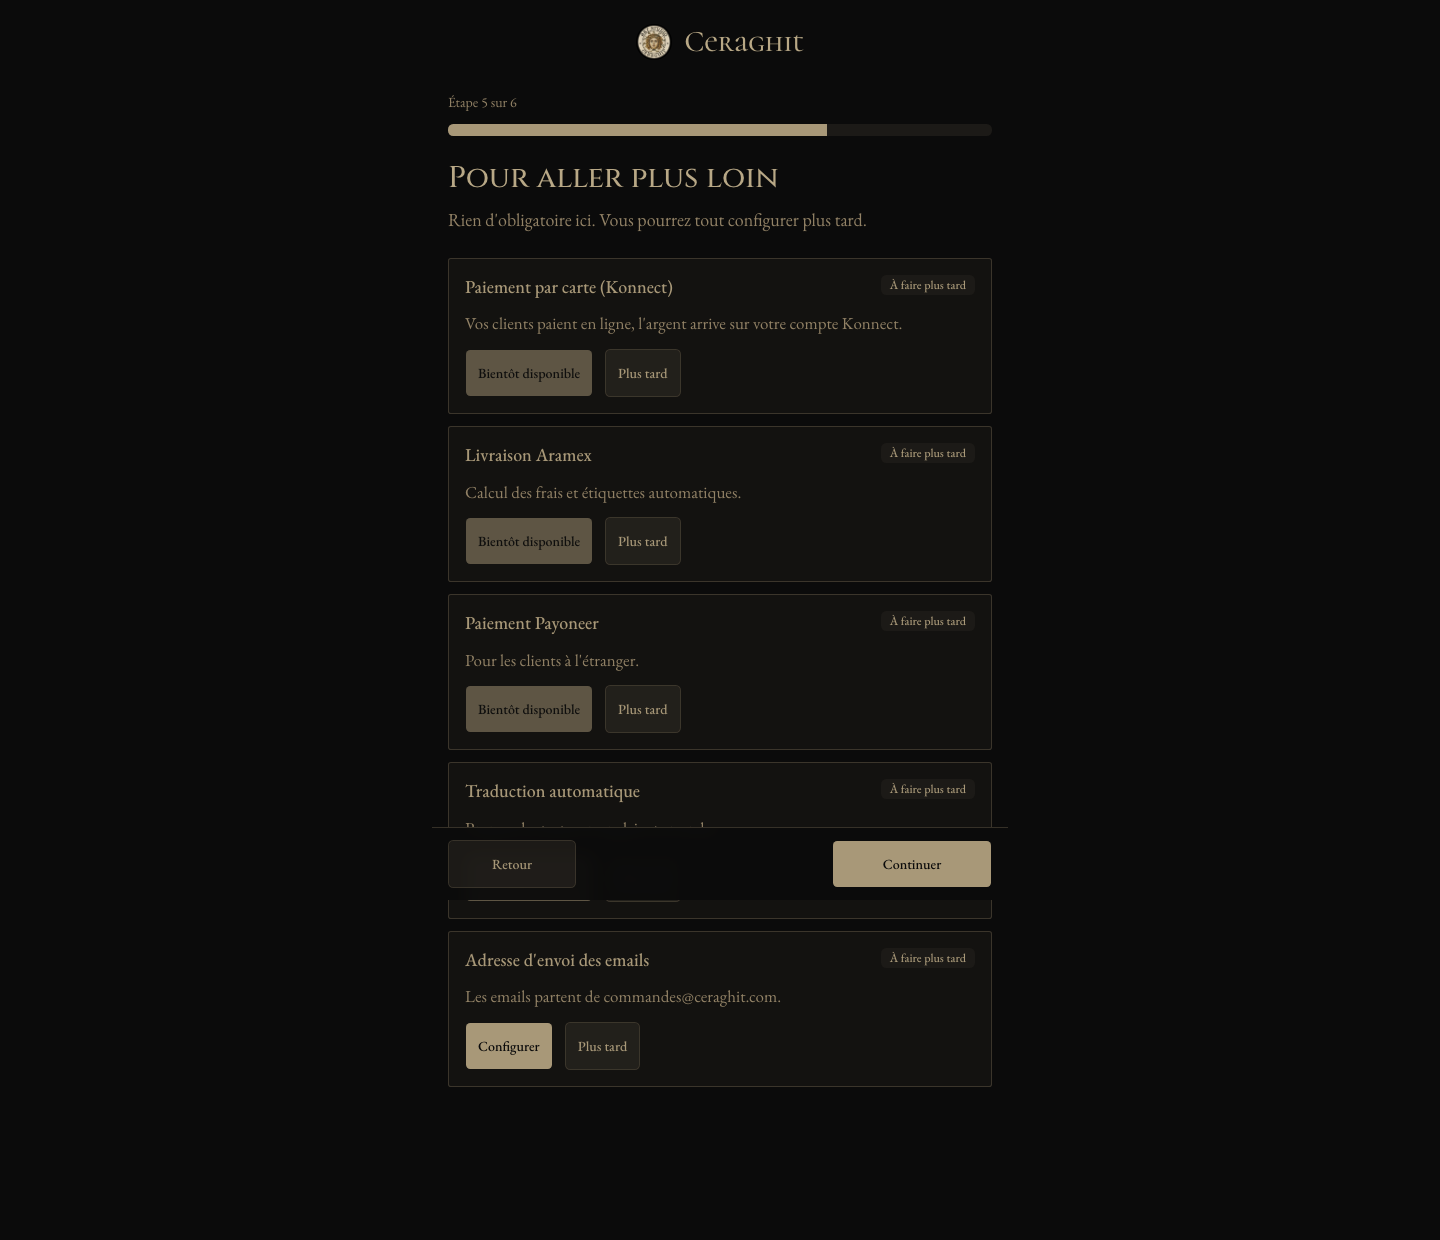 Ceraghit
Étape 5 sur 6
Pour aller plus loin
Rien d'obligatoire ici. Vous pourrez tout configurer plus tard.
Paiement par carte (Konnect)
À faire plus tard
Vos clients paient en ligne, l'argent arrive sur votre compte Konnect.
Bientôt disponible
Plus tard
Livraison Aramex
À faire plus tard
Calcul des frais et étiquettes automatiques.
Bientôt disponible
Plus tard
Paiement Payoneer
À faire plus tard
Pour les clients à l'étranger.
Bientôt disponible
Plus tard
Traduction automatique
À faire plus tard
Retour
Continuer
Adresse d'envoi des emails
À faire plus tard
Les emails partent de commandes@ceraghit.com.
Configurer
Plus tard